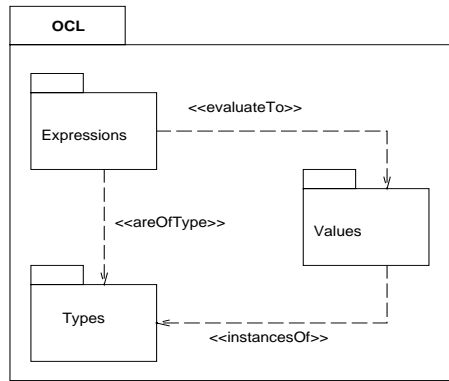 OCL
<<evaluateTo>>
Expressions
<<areOfType>>
Values
Types
<<instancesOf>>